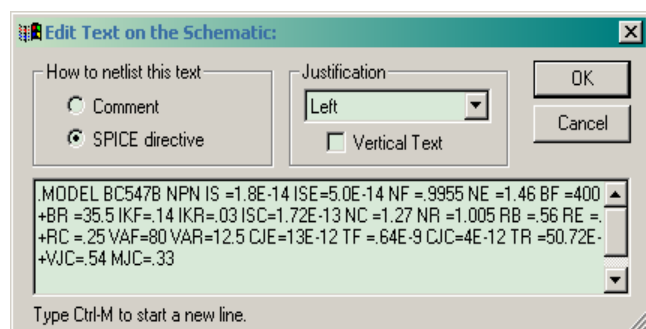 Edit Text on the Schematic:
How to netlist this text
Comment
SPICE directive
Justification
Left
Vertical Text
OK
Cancel
.MODEL BC547B NPN IS =1.8E-14 ISE=5.0E-14 NF =.9955 NE =1.46 BF =400
+BR =35.5 IKF=.14 IKR=.03 ISC=1.72E-13 NC =1.27 NR =1.005 RB =.56 RE =.
+RC =.25 VAF=80 VAR=12.5 CJE=13E-12 TF =.64E-9 CJC=4E-12 TR =50.72E-
+VJC=.54 MJC=.33
Type Ctrl-M to start a new line.